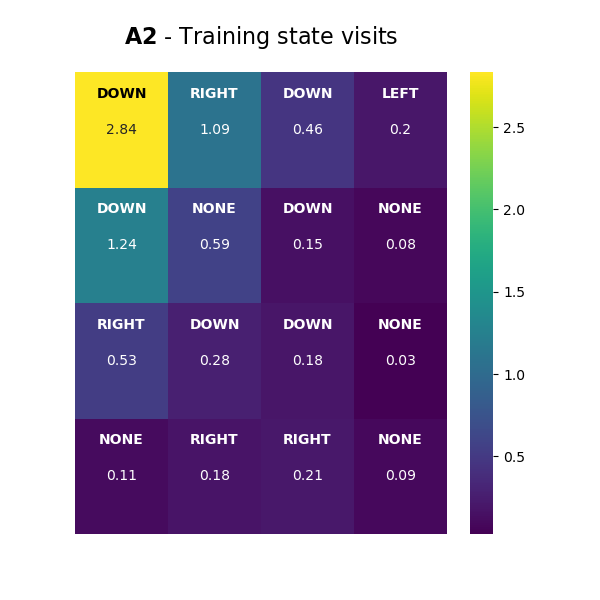 A2 - Training state visits
DOWN RIGHT DOWN LEFT
2.84 1.09 0.46 0.2
DOWN NONE DOWN NONE
1.24 0.59 0.15 0.08
RIGHT DOWN DOWN NONE
0.53 0.28 0.18 0.03
NONE RIGHT RIGHT NONE
0.11 0.18 0.21 0.09
2.5
2.0
1.5
1.0
0.5